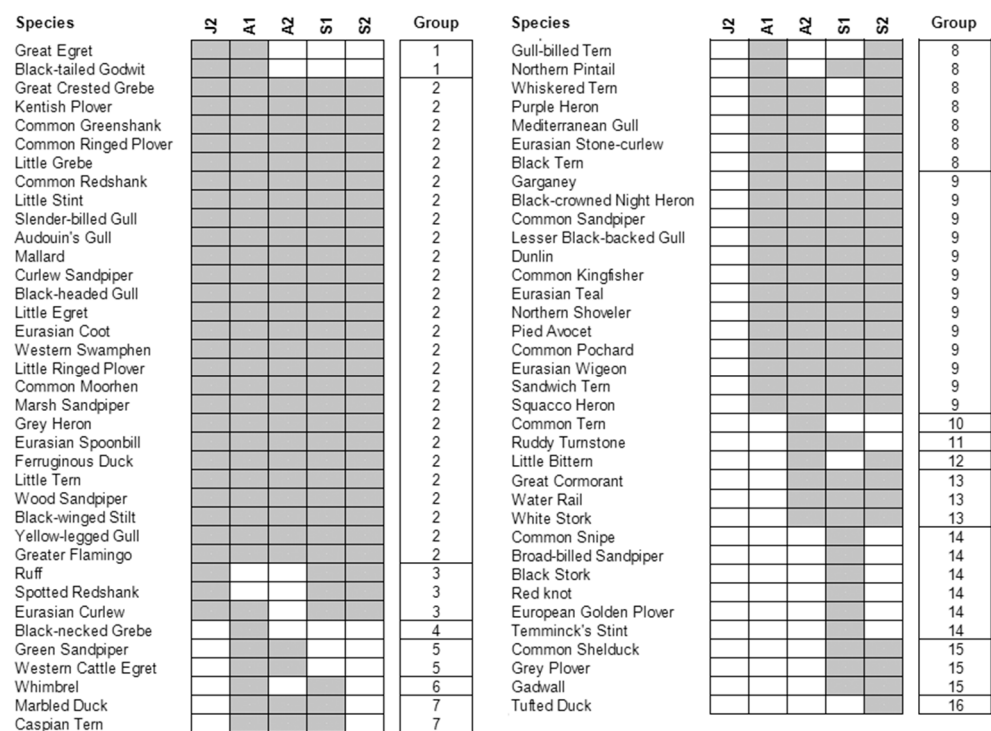 Species J2 A1 A2 S1 S2 Group
Great Egret 1
Black-tailed Godwit 1
Great Crested Grebe 2
Kentish Plover 2
Common Greenshank 2
Common Ringed Plover 2
Little Grebe 2
Common Redshank 2
Little Stint 2
Slender-billed Gull 2
Audouin's Gull 2
Mallard 2
Curlew Sandpiper 2
Black-headed Gull 2
Little Egret 2
Eurasian Coot 2
Western Swamphen 2
Little Ringed Plover 2
Common Moorhen 2
Marsh Sandpiper 2
Grey Heron 2
Eurasian Spoonbill 2
Ferruginous Duck 2
Little Tern 2
Wood Sandpiper 2
Black-winged Stilt 2
Yellow-legged Gull 2
Greater Flamingo 2
Ruff 3
Spotted Redshank 3
Eurasian Curlew 3
Black-necked Grebe 4
Green Sandpiper 5
Western Cattle Egret 5
Whimbrel 6
Marbled Duck 7
Caspian Tern 7
Species J2 A1 A2 S1 S2 Group
Gull-billed Tern 8
Northern Pintail 8
Whiskered Tern 8
Purple Heron 8
Mediterranean Gull 8
Eurasian Stone-curlew 8
Black Tern 8
Garganey 9
Black-crowned Night Heron 9
Common Sandpiper 9
Lesser Black-backed Gull 9
Dunlin 9
Common Kingfisher 9
Eurasian Teal 9
Northern Shoveler 9
Pied Avocet 9
Common Pochard 9
Eurasian Wigeon 9
Sandwich Tern 9
Squacco Heron 9
Common Tern 10
Ruddy Turnstone 11
Little Bittern 12
Great Cormorant 13
Water Rail 13
White Stork 13
Common Snipe 14
Broad-billed Sandpiper 14
Black Stork 14
Red knot 14
European Golden Plover 14
Temminck's Stint 14
Common Shelduck 15
Grey Plover 15
Gadwall 15
Tufted Duck 16